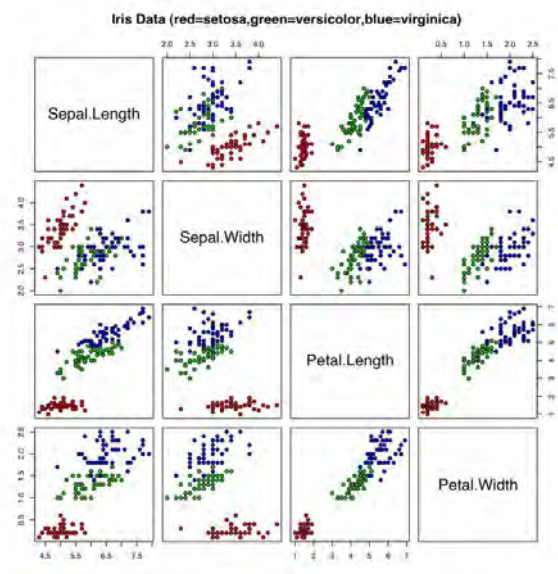 Iris Data (red=setosa,green=versicolor,blue=virginica)
2.0 2.5 3.0 3.5 4.0
0.5 1.0 1.5 2.0 2.5
Sepal.Length
4.5 5.5 6.5 7.5
2.0 2.5 3.0 3.5 4.0
Sepal.Width
Petal.Length
1 2 3 4 5 6 7
0.5 1.0 1.5 2.0 2.5
Petal.Width
4.5 5.5 6.5 7.5
1 2 3 4 5 6 7